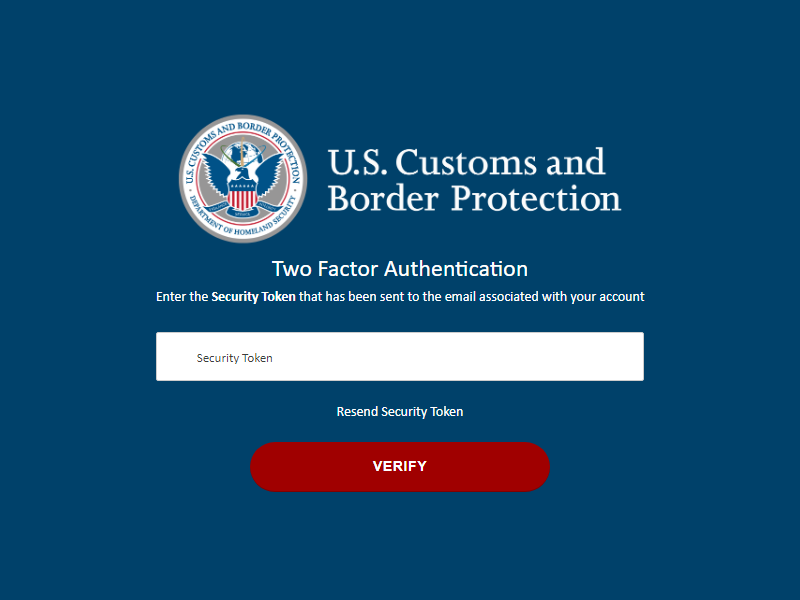 U.S. CUSTOMS AND BORDER PROTECTION
DEPARTMENT OF HOMELAND SECURITY
U.S. Customs and
Border Protection
Two Factor Authentication
Enter the Security Token that has been sent to the email associated with your account
Security Token
Resend Security Token
VERIFY